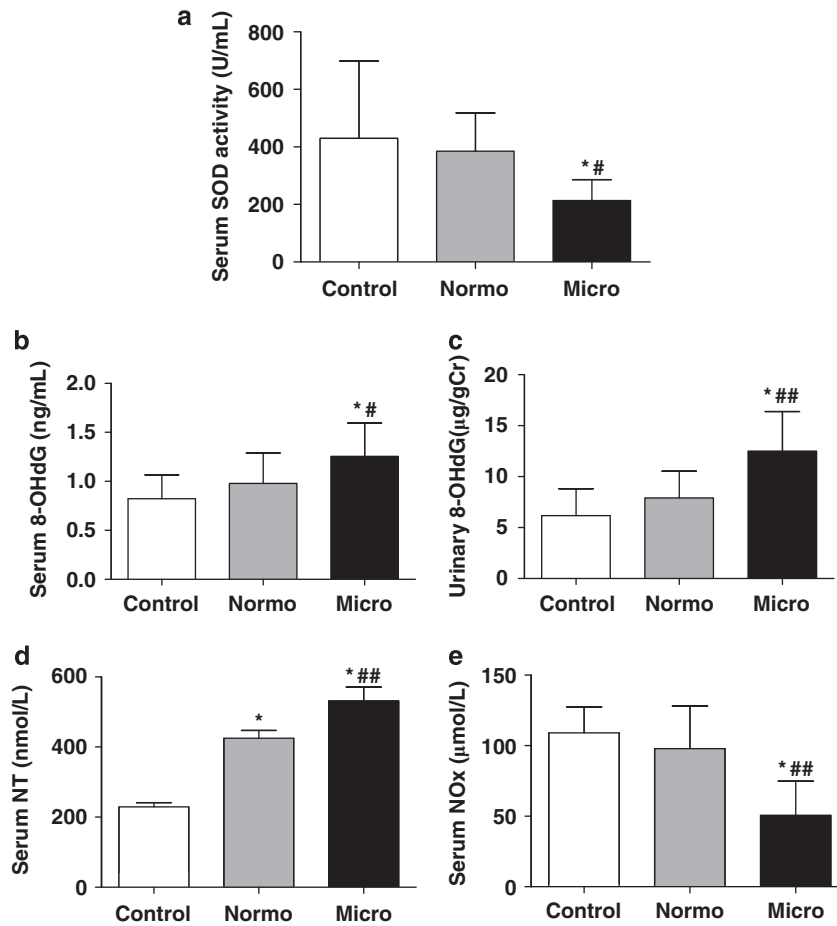 a
Serum SOD activity (U/mL)
800
600
400
200
0
* #
Control Normo Micro
b
Serum 8-OHdG (ng/mL)
2.0
1.5
1.0
0.5
0.0
* #
Control Normo Micro
c
Urinary 8-OHdG(μg/gCr)
20
15
10
5
0
* ##
Control Normo Micro
d
Serum NT (nmol/L)
600
400
200
0
*
* ##
Control Normo Micro
e
Serum NOx (μmol/L)
150
100
50
0
* ##
Control Normo Micro